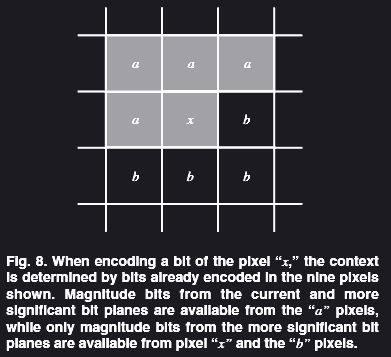 a a a
a x b
b b b
Fig. 8. When encoding a bit of the pixel “x,” the context
is determined by bits already encoded in the nine pixels
shown. Magnitude bits from the current and more
significant bit planes are available from the “a” pixels,
while only magnitude bits from the more significant bit
planes are available from pixel “x” and the “b” pixels.